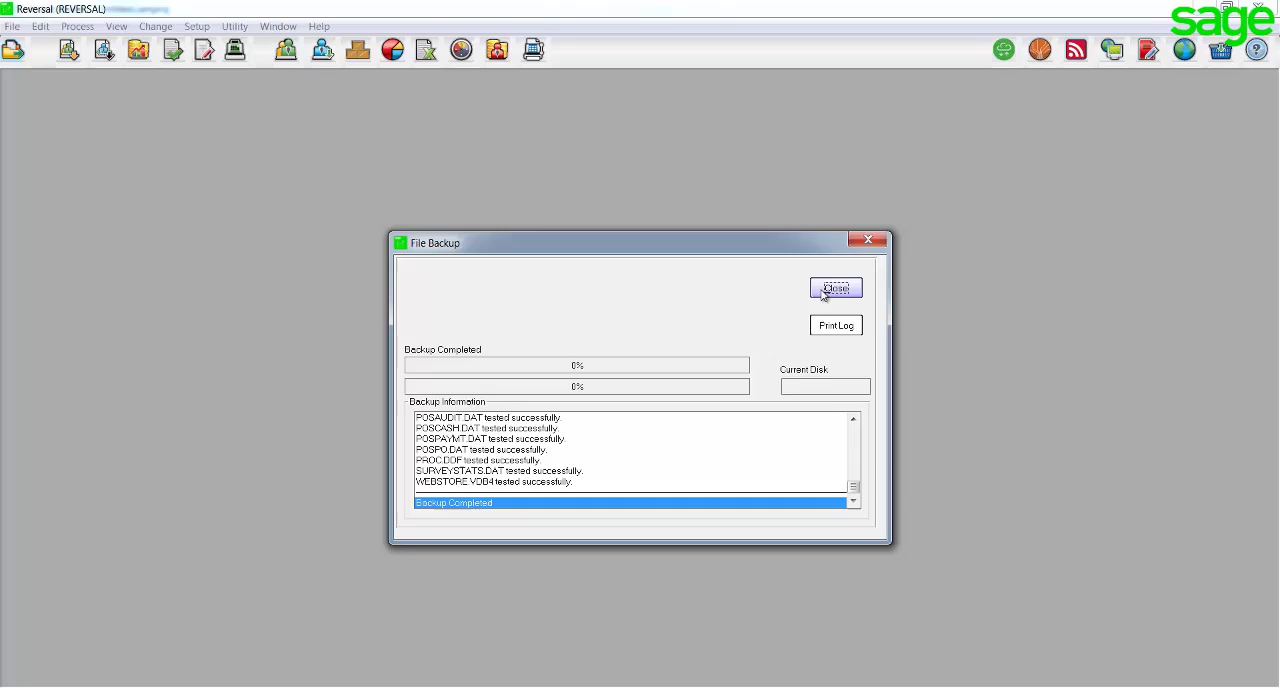 Reversal (REVERSAL)
sage
File Edit Process View Change Setup Utility Window Help
File Backup
Close
Print Log
Backup Completed
0%
Current Disk
0%
Backup Information
POSAUDIT.DAT tested successfully.
POSCASH.DAT tested successfully.
POSPAYMT.DAT tested successfully.
POSPO.DAT tested successfully.
PROC.DDF tested successfully.
SURVEYSTATS.DAT tested successfully.
WEBSTORE.VDB4 tested successfully.
Backup Completed